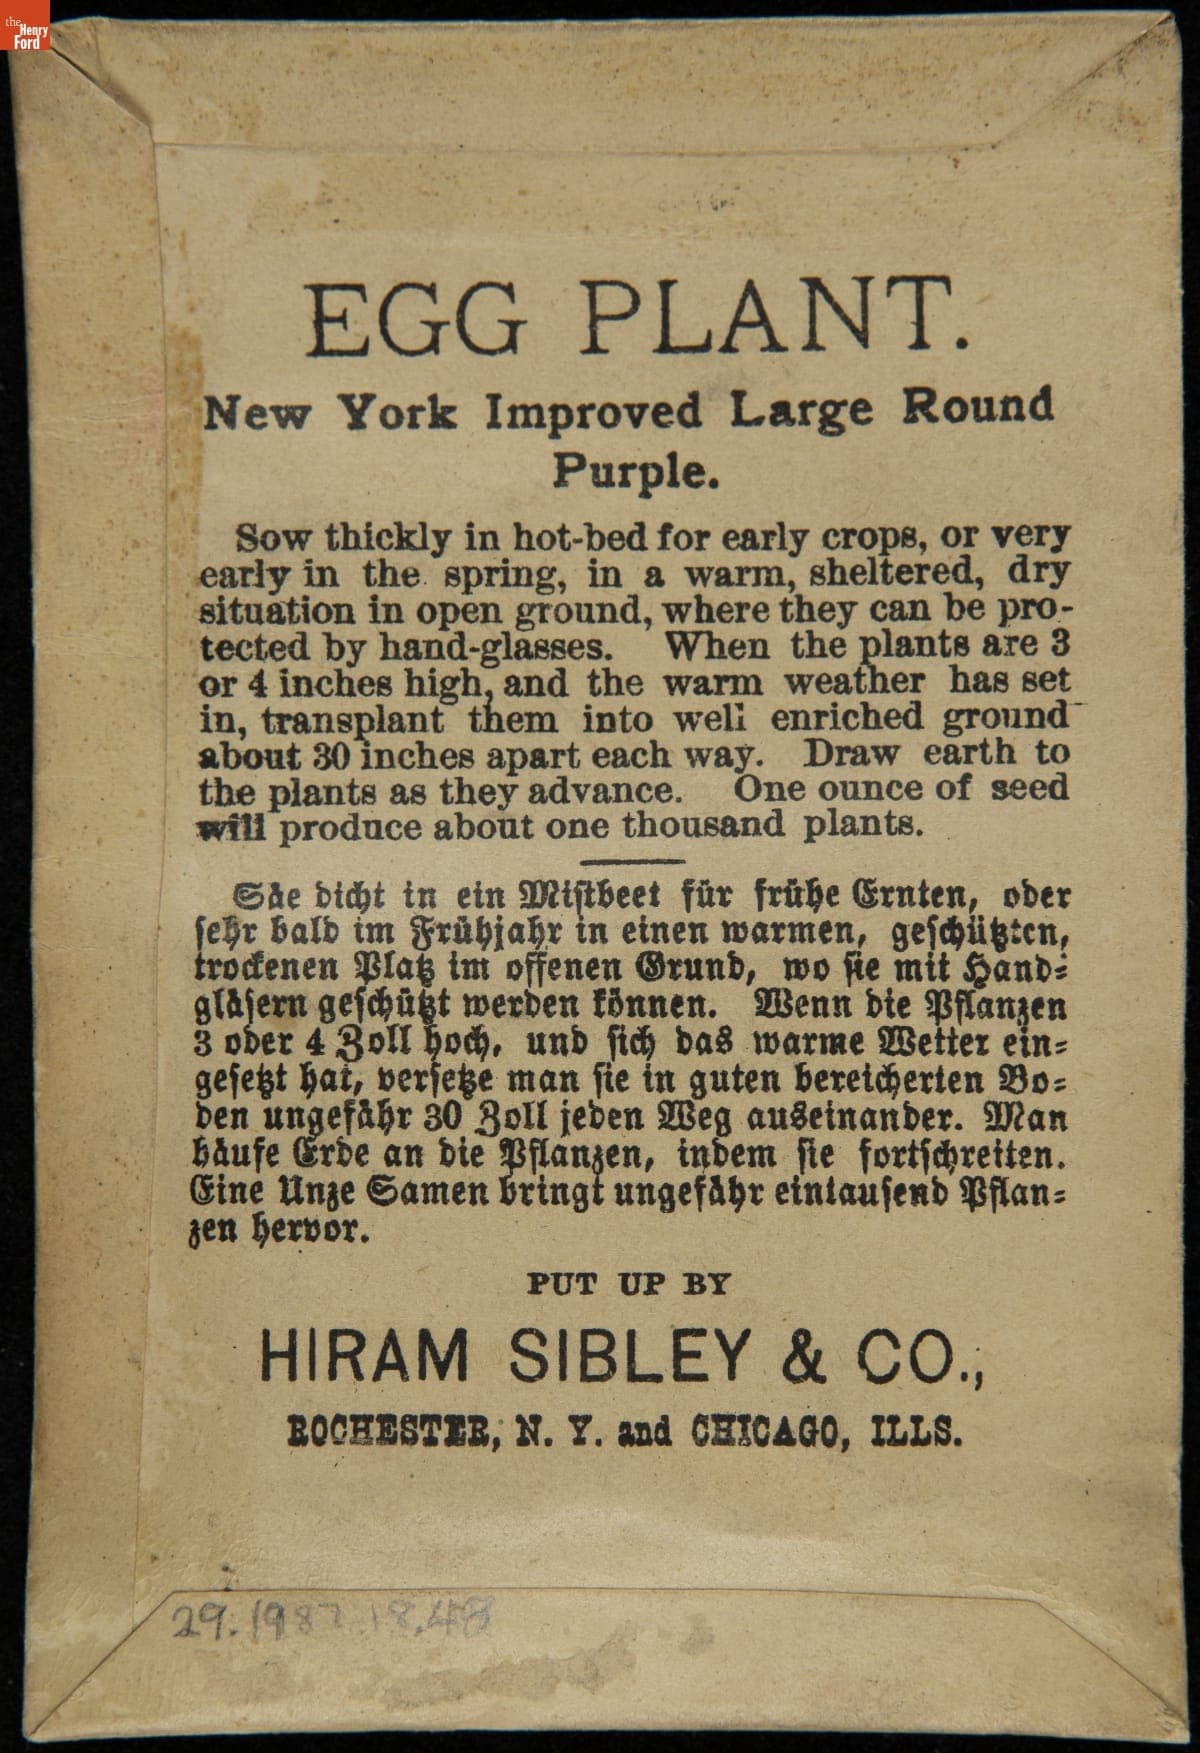 the
Henry
Ford
EGG PLANT.
New York Improved Large Round
Purple.
Sow thickly in hot-bed for early crops, or very
early in the spring, in a warm, sheltered, dry
situation in open ground, where they can be pro-
tected by hand-glasses. When the plants are 3
or 4 inches high, and the warm weather has set
in, transplant them into well enriched ground
about 30 inches apart each way. Draw earth to
the plants as they advance. One ounce of seed
will produce about one thousand plants.
Säe dicht in ein Mistbeet für frühe Ernten, oder
sehr bald im Frühjahr in einen warmen, geschützten,
trockenen Platz im offenen Grund, wo sie mit Hand-
gläsern geschützt werden können. Wenn die Pflanzen
3 oder 4 Zoll hoch, und sich das warme Wetter ein-
gesetzt hat, versetze man sie in guten bereicherten Bo-
den ungefähr 30 Zoll jeden Weg auseinander. Man
häufe Erde an die Pflanzen, indem sie fortschreiten.
Eine Unze Samen bringt ungefähr eintausend Pflan-
zen hervor.
PUT UP BY
HIRAM SIBLEY & CO.,
ROCHESTER, N. Y. and CHICAGO, ILLS.
29.1987.18.48